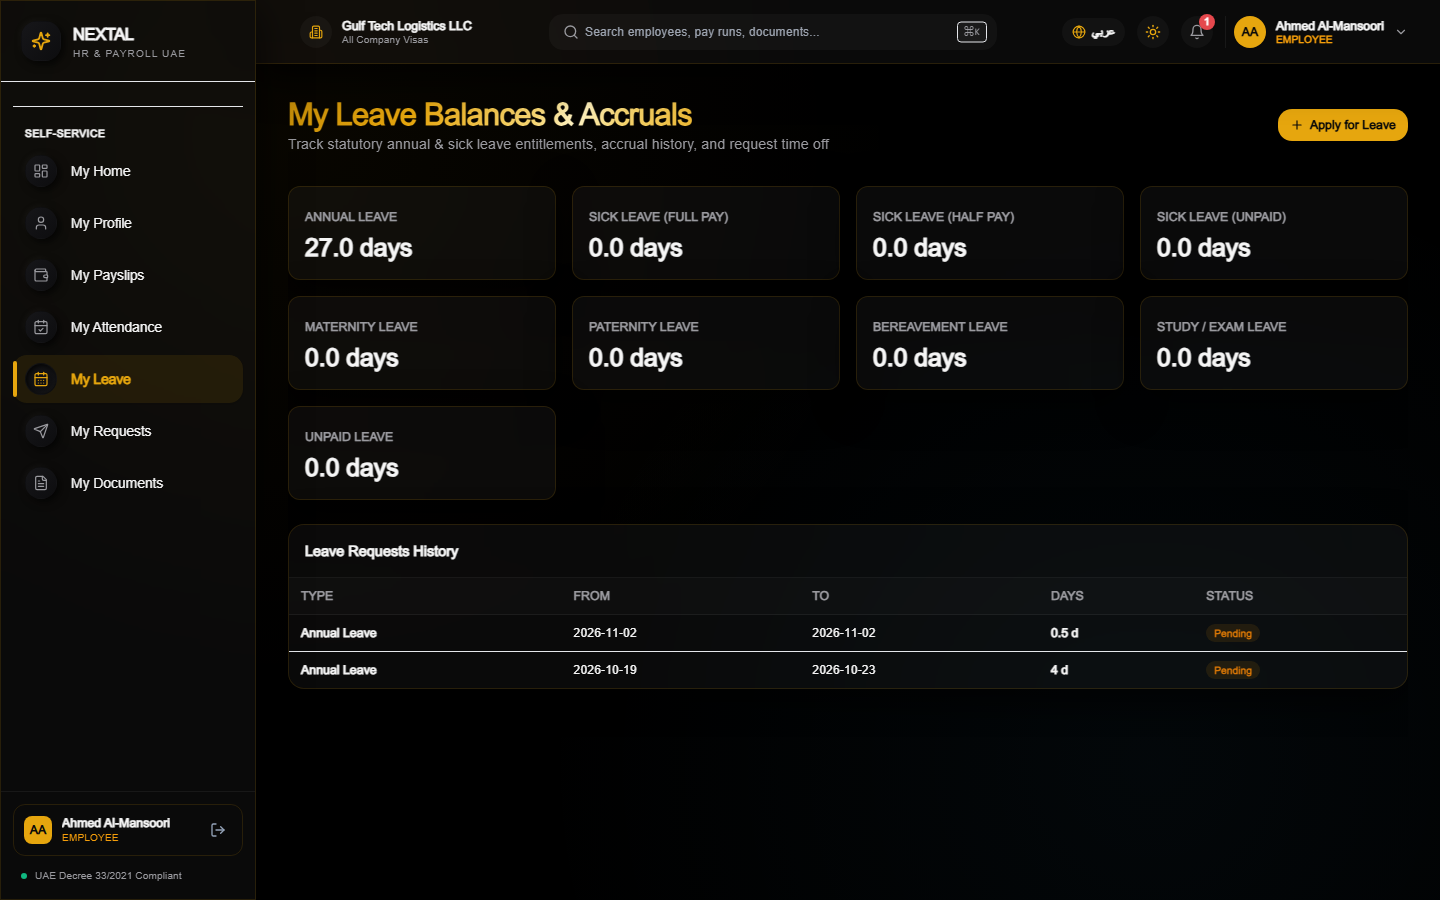 NEXTAL
HR & PAYROLL UAE
Gulf Tech Logistics LLC
All Company Visas
Search employees, pay runs, documents...
⌘K
عربي
1
AA
Ahmed Al-Mansoori
EMPLOYEE
SELF-SERVICE
My Home
My Profile
My Payslips
My Attendance
My Leave
My Requests
My Documents
AA
Ahmed Al-Mansoori
EMPLOYEE
UAE Decree 33/2021 Compliant
My Leave Balances & Accruals
Track statutory annual & sick leave entitlements, accrual history, and request time off
+ Apply for Leave
ANNUAL LEAVE
27.0 days
SICK LEAVE (FULL PAY)
0.0 days
SICK LEAVE (HALF PAY)
0.0 days
SICK LEAVE (UNPAID)
0.0 days
MATERNITY LEAVE
0.0 days
PATERNITY LEAVE
0.0 days
BEREAVEMENT LEAVE
0.0 days
STUDY / EXAM LEAVE
0.0 days
UNPAID LEAVE
0.0 days
Leave Requests History
TYPE FROM TO DAYS STATUS
Annual Leave 2026-11-02 2026-11-02 0.5 d Pending
Annual Leave 2026-10-19 2026-10-23 4 d Pending